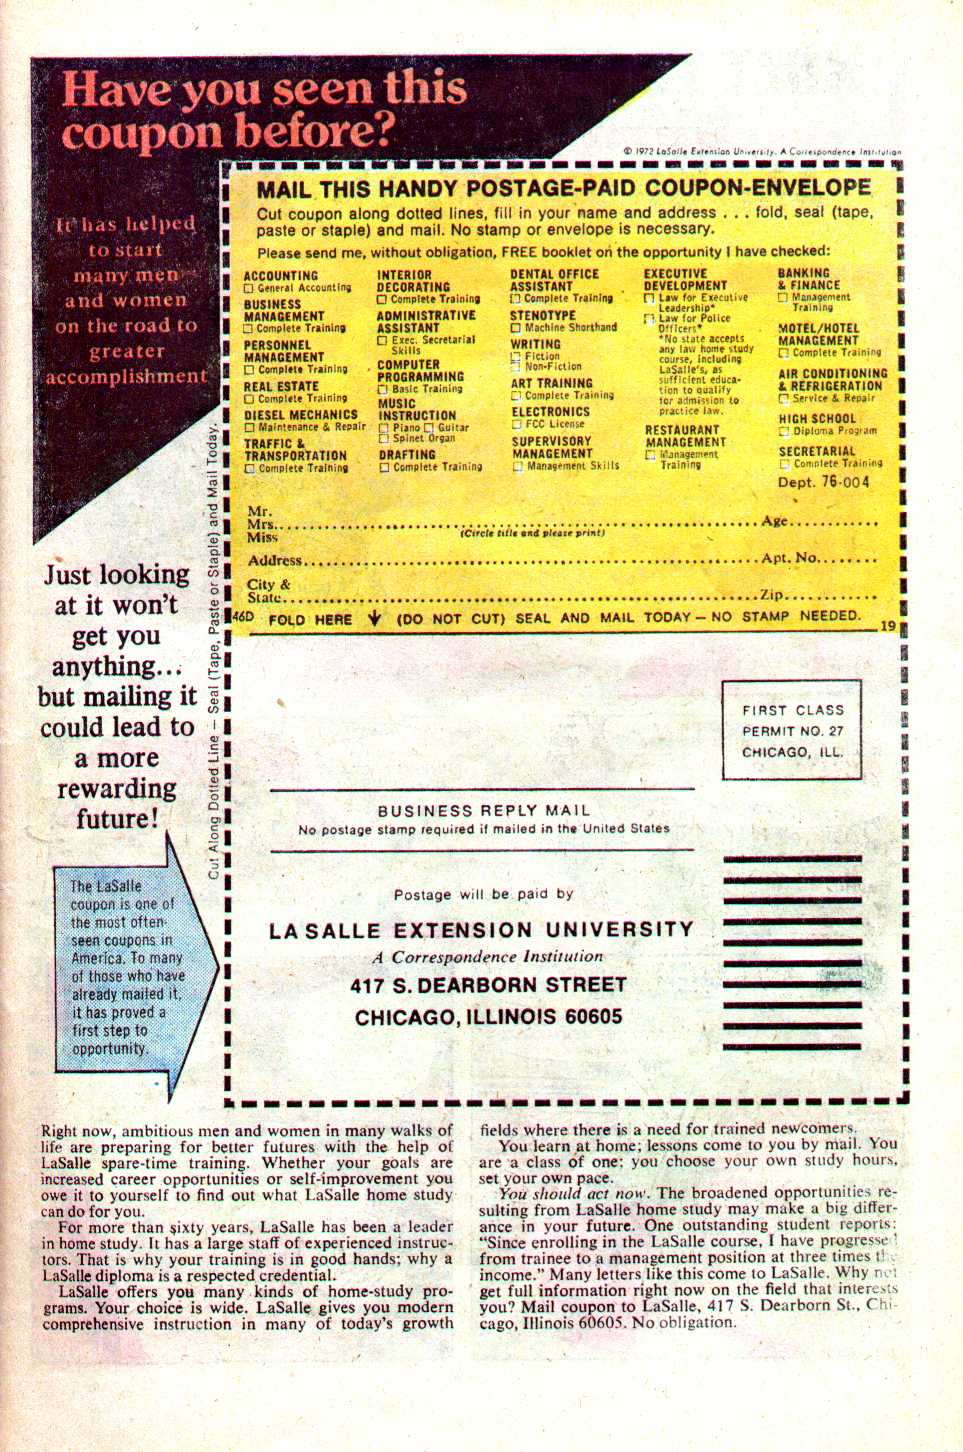 Have you seen this
coupon before?
© 1972 LaSalle Extension University, A Correspondence Institution
It has helped
to start
many men
and women
on the road to
greater
accomplishment
MAIL THIS HANDY POSTAGE-PAID COUPON-ENVELOPE
Cut coupon along dotted lines, fill in your name and address . . . fold, seal (tape,
paste or staple) and mail. No stamp or envelope is necessary.
Please send me, without obligation, FREE booklet on the opportunity I have checked:
ACCOUNTING
□ General Accounting
BUSINESS
MANAGEMENT
□ Complete Training
PERSONNEL
MANAGEMENT
□ Complete Training
REAL ESTATE
□ Complete Training
DIESEL MECHANICS
□ Maintenance & Repair
TRAFFIC &
TRANSPORTATION
□ Complete Training
INTERIOR
DECORATING
□ Complete Training
ADMINISTRATIVE
ASSISTANT
□ Exec. Secretarial
Skills
COMPUTER
PROGRAMMING
□ Basic Training
MUSIC
INSTRUCTION
□ Piano □ Guitar
□ Spinet Organ
DRAFTING
□ Complete Training
DENTAL OFFICE
ASSISTANT
□ Complete Training
STENOTYPE
□ Machine Shorthand
WRITING
□ Fiction
□ Non-Fiction
ART TRAINING
□ Complete Training
ELECTRONICS
□ FCC License
SUPERVISORY
MANAGEMENT
□ Management Skills
EXECUTIVE
DEVELOPMENT
□ Law for Executive
Leadership*
□ Law for Police
Officers*
*No state accepts
any law home study
course, including
LaSalle's, as
sufficient educa-
tion to qualify
for admission to
practice law.
RESTAURANT
MANAGEMENT
□ Management
Training
BANKING
& FINANCE
□ Management
Training
MOTEL/HOTEL
MANAGEMENT
□ Complete Training
AIR CONDITIONING
& REFRIGERATION
□ Service & Repair
HIGH SCHOOL
□ Diploma Program
SECRETARIAL
□ Complete Training
Dept. 76-004
Mr.
Mrs. Age
Miss (Circle title and please print)
Address Apt. No.
City &
State Zip
46D FOLD HERE (DO NOT CUT) SEAL AND MAIL TODAY – NO STAMP NEEDED.
19
Cut Along Dotted Line – Seal (Tape, Paste or Staple) and Mail Today.
Just looking
at it won't
get you
anything...
but mailing it
could lead to
a more
rewarding
future!
The LaSalle
coupon is one of
the most often-
seen coupons in
America. To many
of those who have
already mailed it,
it has proved a
first step to
opportunity.
FIRST CLASS
PERMIT NO. 27
CHICAGO, ILL.
BUSINESS REPLY MAIL
No postage stamp required if mailed in the United States
Postage will be paid by
LA SALLE EXTENSION UNIVERSITY
A Correspondence Institution
417 S. DEARBORN STREET
CHICAGO, ILLINOIS 60605
Right now, ambitious men and women in many walks of
life are preparing for better futures with the help of
LaSalle spare-time training. Whether your goals are
increased career opportunities or self-improvement you
owe it to yourself to find out what LaSalle home study
can do for you.
For more than sixty years, LaSalle has been a leader
in home study. It has a large staff of experienced instruc-
tors. That is why your training is in good hands; why a
LaSalle diploma is a respected credential.
LaSalle offers you many kinds of home-study pro-
grams. Your choice is wide. LaSalle gives you modern
comprehensive instruction in many of today's growth
fields where there is a need for trained newcomers.
You learn at home; lessons come to you by mail. You
are a class of one; you choose your own study hours,
set your own pace.
You should act now. The broadened opportunities re-
sulting from LaSalle home study may make a big differ-
ance in your future. One outstanding student reports:
"Since enrolling in the LaSalle course, I have progressed
from trainee to a management position at three times the
income." Many letters like this come to LaSalle. Why not
get full information right now on the field that interests
you? Mail coupon to LaSalle, 417 S. Dearborn St., Chi-
cago, Illinois 60605. No obligation.